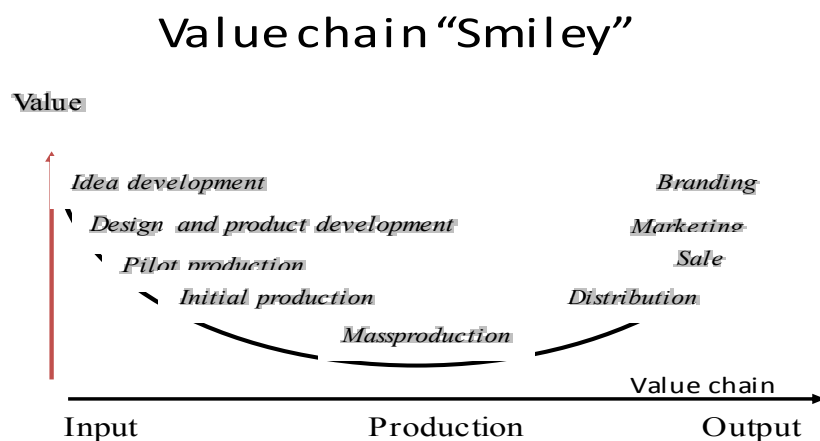 Value chain “Smiley”
Value
Idea development
Branding
Design and product development
Marketing
Pilot production
Sale
Initial production
Distribution
Massproduction
Value chain
Input
Production
Output